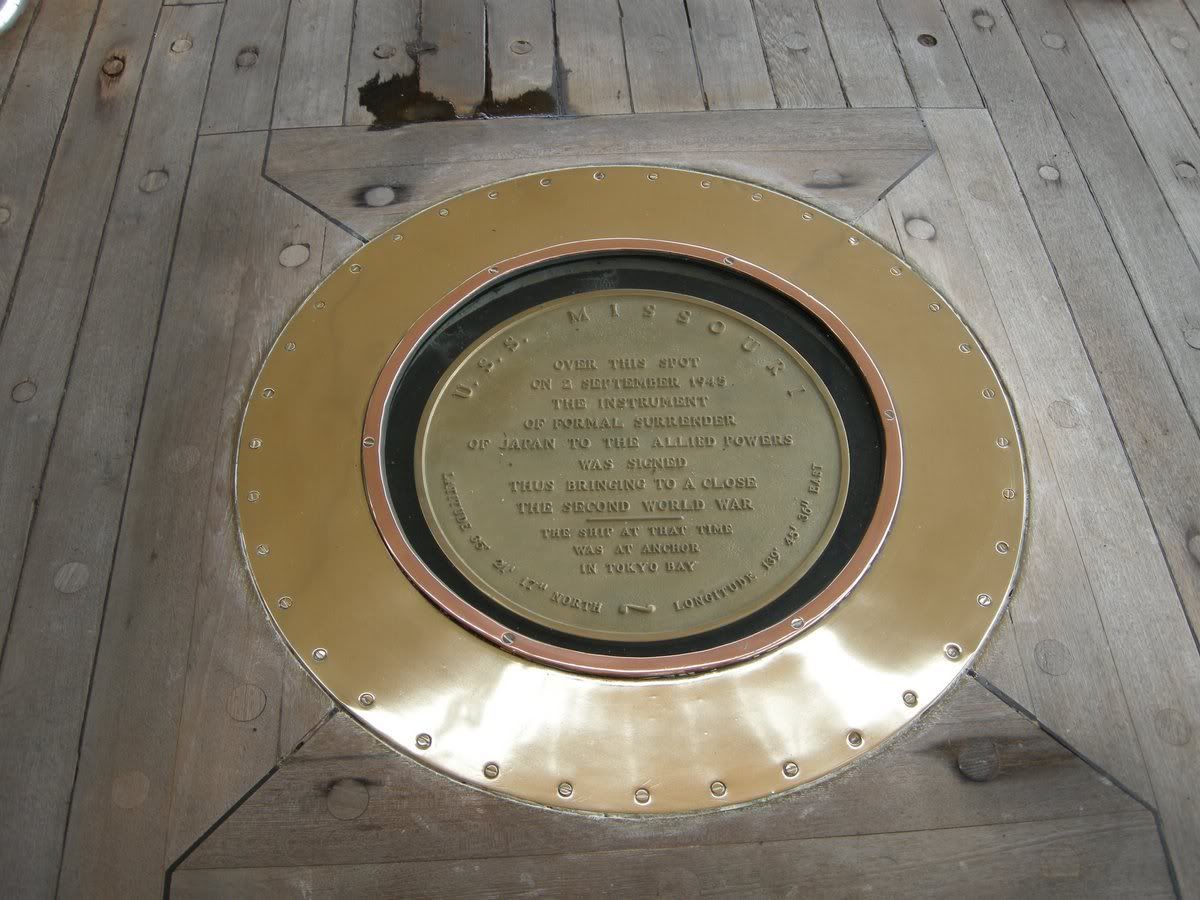 U.S.S. MISSOURI
OVER THIS SPOT
ON 2 SEPTEMBER 1945
THE INSTRUMENT
OF FORMAL SURRENDER
OF JAPAN TO THE ALLIED POWERS
WAS SIGNED
THUS BRINGING TO A CLOSE
THE SECOND WORLD WAR
THE SHIP AT THAT TIME
WAS AT ANCHOR
IN TOKYO BAY
LATITUDE 35° 21' 17" NORTH ~ LONGITUDE 139° 45' 36" EAST